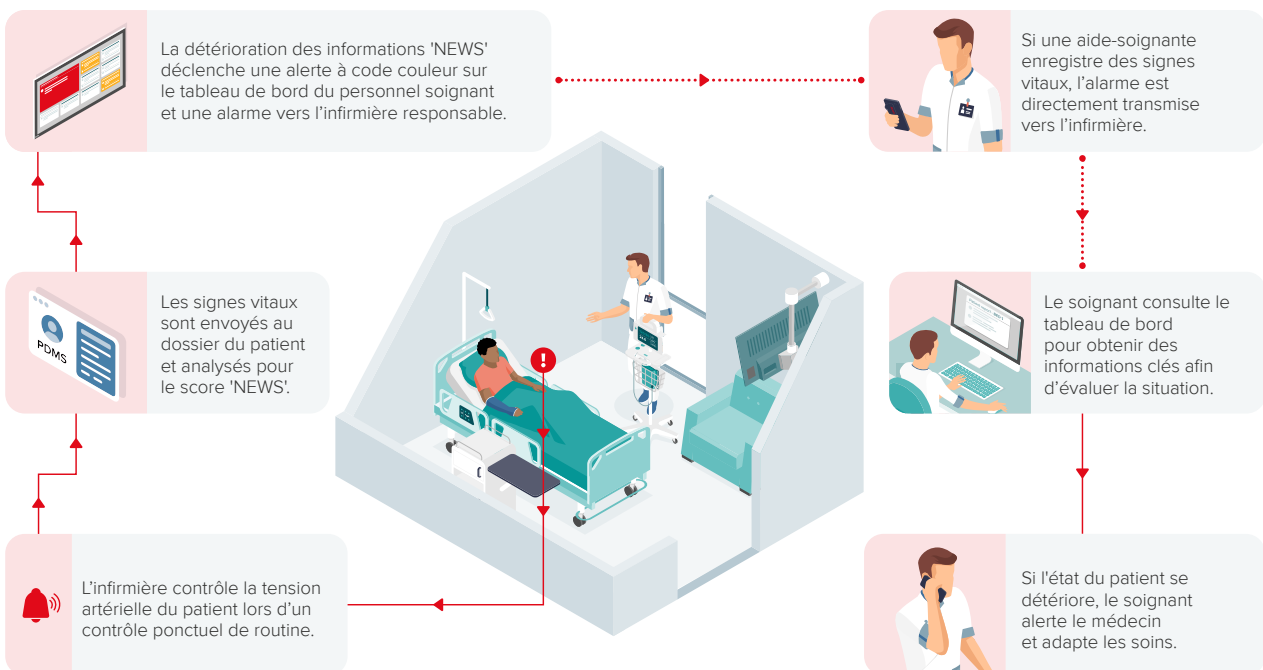 La détérioration des informations 'NEWS'
déclenche une alerte à code couleur sur
le tableau de bord du personnel soignant
et une alarme vers l'infirmière responsable.
Si une aide-soignante
enregistre des signes
vitaux, l'alarme est
directement transmise
vers l'infirmière.
PDMS
Les signes vitaux
sont envoyés au
dossier du patient
et analysés pour
le score 'NEWS'.
Le soignant consulte le
tableau de bord
pour obtenir des
informations clés afin
d'évaluer la situation.
L'infirmière contrôle la tension
artérielle du patient lors d'un
contrôle ponctuel de routine.
Si l'état du patient se
détériore, le soignant
alerte le médecin
et adapte les soins.